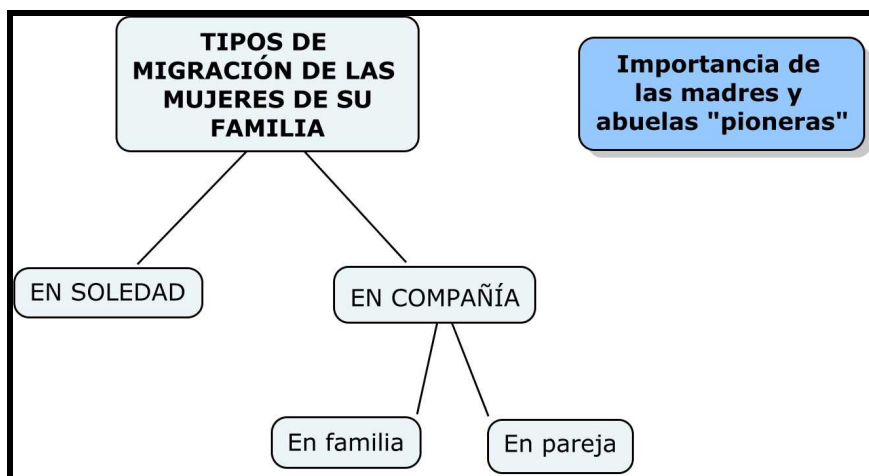 TIPOS DE
MIGRACIÓN DE LAS
MUJERES DE SU
FAMILIA
Importancia de
las madres y
abuelas "pioneras"
EN SOLEDAD
EN COMPAÑÍA
En familia
En pareja